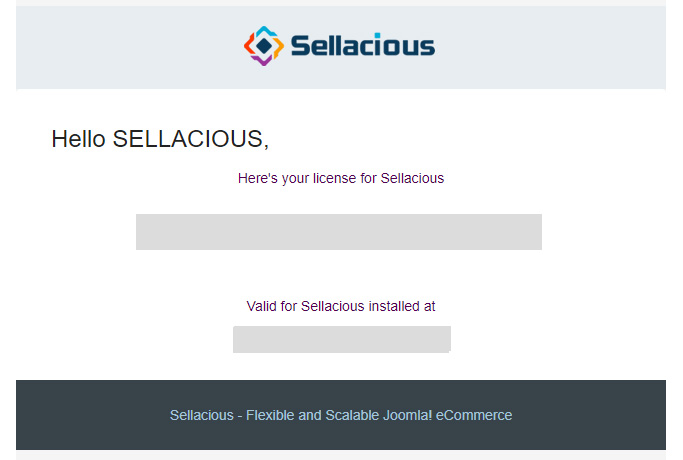 Sellacious
Hello SELLACIOUS,
Here's your license for Sellacious
Valid for Sellacious installed at
Sellacious - Flexible and Scalable Joomla! eCommerce